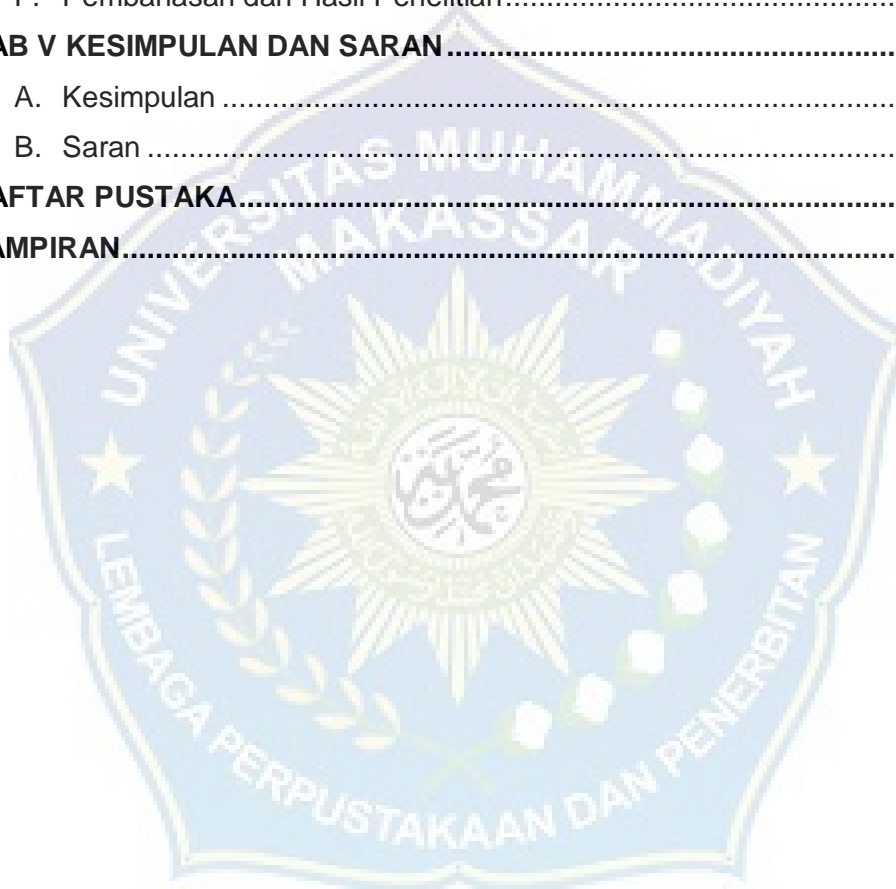 F. Pembahasan dan Hasil Penelitian
AB V KESIMPULAN DAN SARAN
A. Kesimpulan
B. Saran
AFTAR PUSTAKA
AMPIRAN
UNIVERSITAS MUHAMMADIYAH
MAKASSAR
LEMBAGA PERPUSTAKAAN DAN PENERBITAN